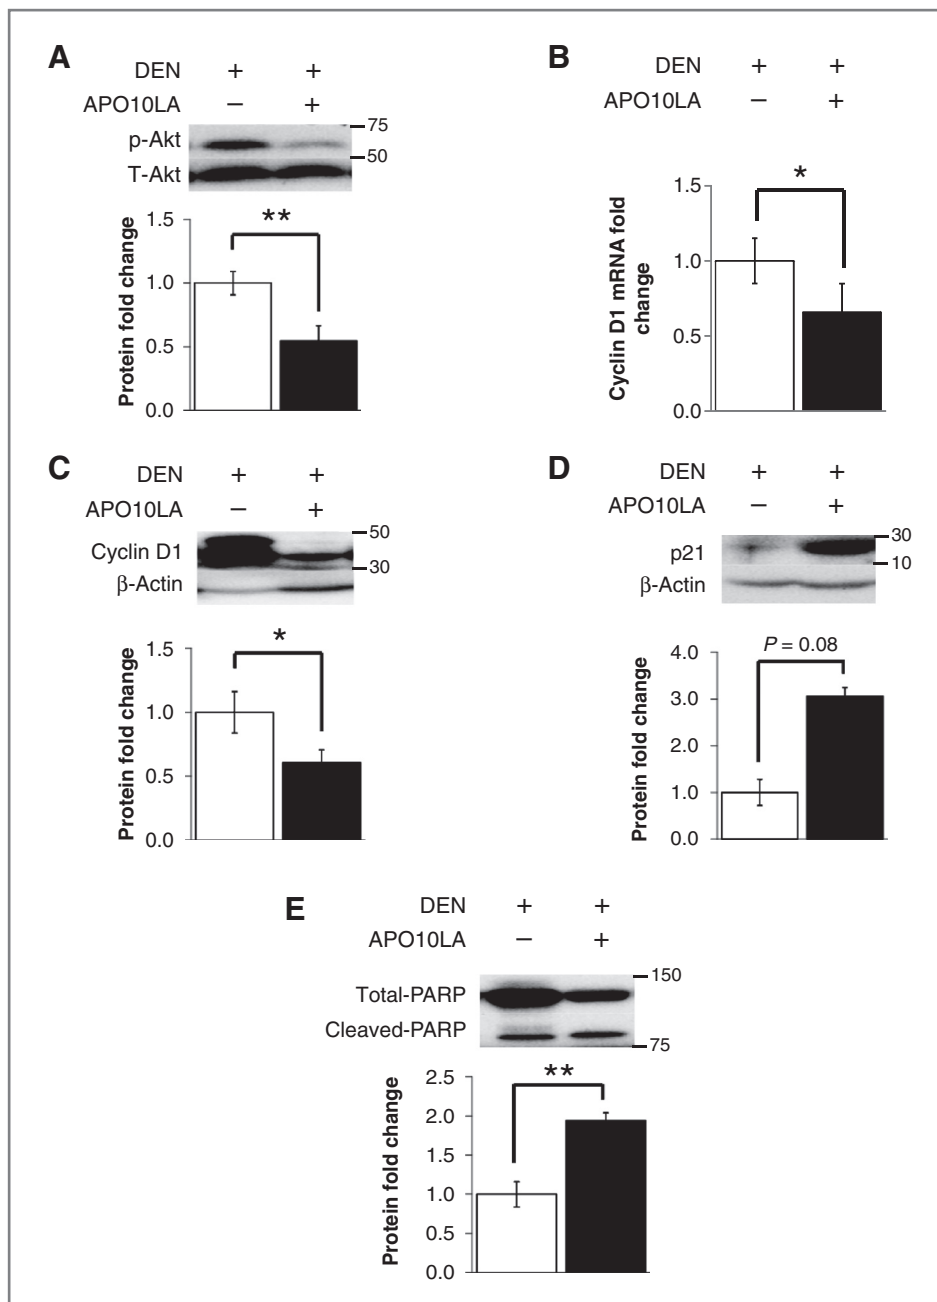 A
DEN + +
APO10LA – +
p-Akt
75
50
T-Akt
Protein fold change
1.5
1.0
0.5
0.0
**
B
DEN + +
APO10LA – +
Cyclin D1 mRNA fold
change
1.5
1.0
0.5
0.0
*
C
DEN + +
APO10LA – +
Cyclin D1
50
30
β-Actin
Protein fold change
1.5
1.0
0.5
0.0
*
D
DEN + +
APO10LA – +
p21
30
10
β-Actin
Protein fold change
4.0
3.0
2.0
1.0
0.0
P = 0.08
E
DEN + +
APO10LA – +
Total-PARP
150
Cleaved-PARP
75
Protein fold change
2.5
2.0
1.5
1.0
0.5
0.0
**